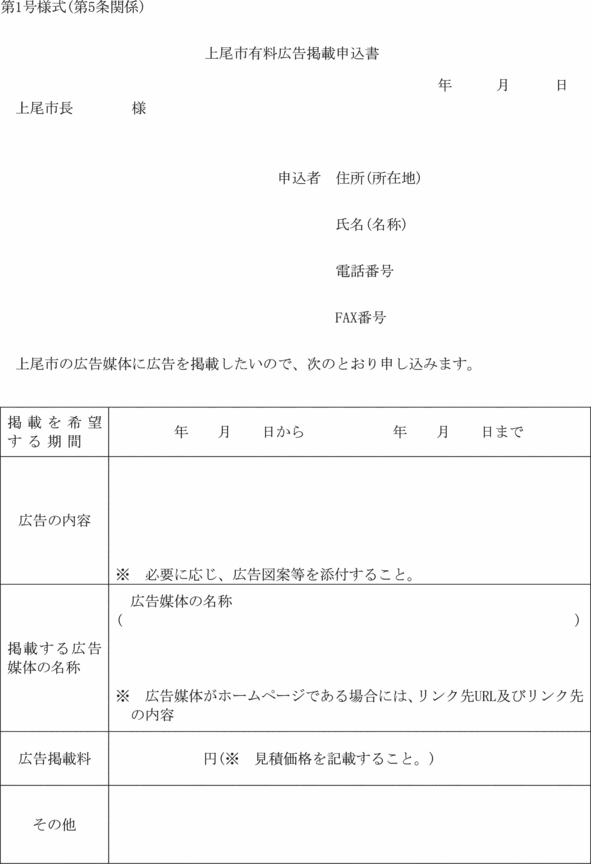 第1号様式(第5条関係)
上尾市有料広告掲載申込書
年　　　月　　　日
上尾市長　　　　様
申込者　住所(所在地)
氏名(名称)
電話番号
FAX番号
上尾市の広告媒体に広告を掲載したいので、次のとおり申し込みます。
掲載を希望
する期間
年　　月　　日から　　　　　　年　　月　　日まで
広告の内容
※　必要に応じ、広告図案等を添付すること。
掲載する広告
媒体の名称
広告媒体の名称
(　　　　　　　　　　　　　　　　　　　　　　　　　　　　　　)
※　広告媒体がホームページである場合には、リンク先URL及びリンク先
の内容
広告掲載料
円(※　見積価格を記載すること。)
その他